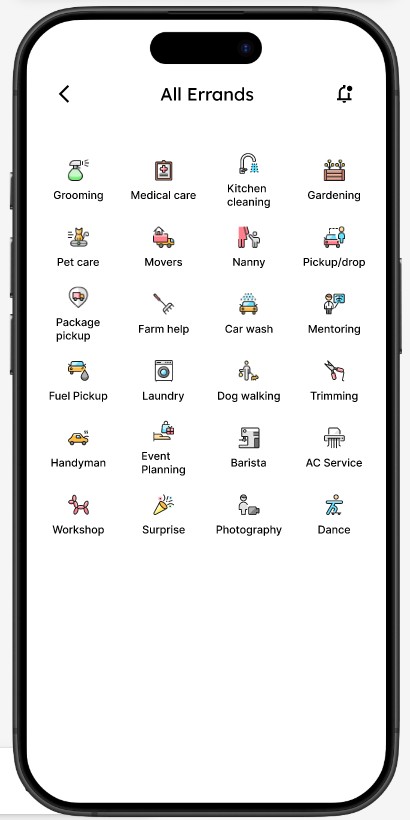 All Errands
Grooming
Medical care
Kitchen
cleaning
Gardening
Pet care
Movers
Nanny
Pickup/drop
Package
pickup
Farm help
Car wash
Mentoring
Fuel Pickup
Laundry
Dog walking
Trimming
Handyman
Event
Planning
Barista
AC Service
Workshop
Surprise
Photography
Dance